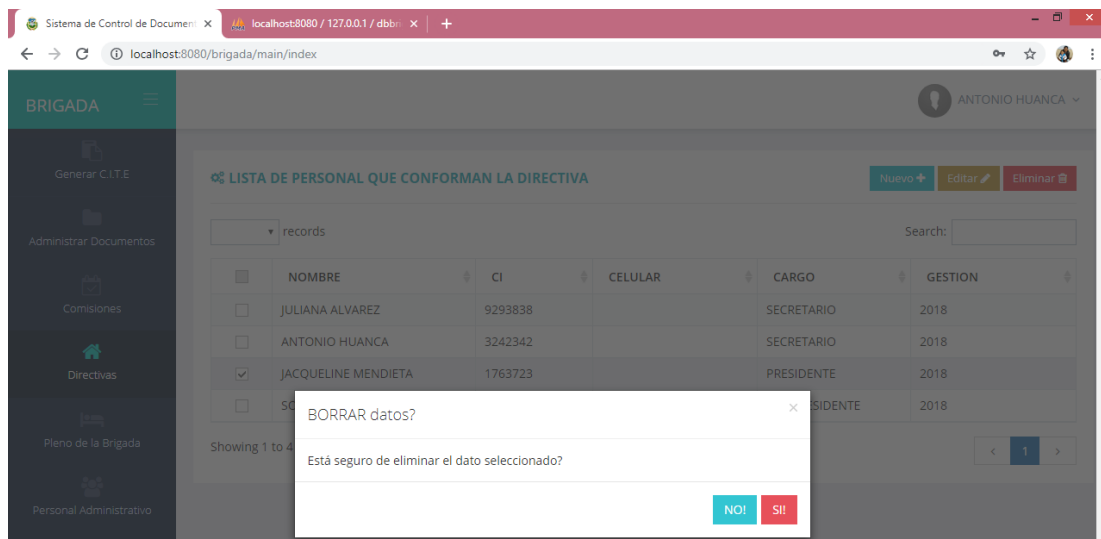 Sistema de Control de Document
localhost:8080 / 127.0.0.1 / dbbri
localhost:8080/brigada/main/index
BRIGADA
ANTONIO HUANCA
Generar C.I.T.E
LISTA DE PERSONAL QUE CONFORMAN LA DIRECTIVA
Nuevo Editar Eliminar
Administrar Documentos
records
Search:
NOMBRE CI CELULAR CARGO GESTION
Comisiones
JULIANA ALVAREZ 9293838 SECRETARIO 2018
ANTONIO HUANCA 3242342 SECRETARIO 2018
Directivas
JACQUELINE MENDIETA 1763723 PRESIDENTE 2018
2018
BORRAR datos?
Pleno de la Brigada
Showing 1 to 4
1
Está seguro de eliminar el dato seleccionado?
Personal Administrativo
NO! SI!